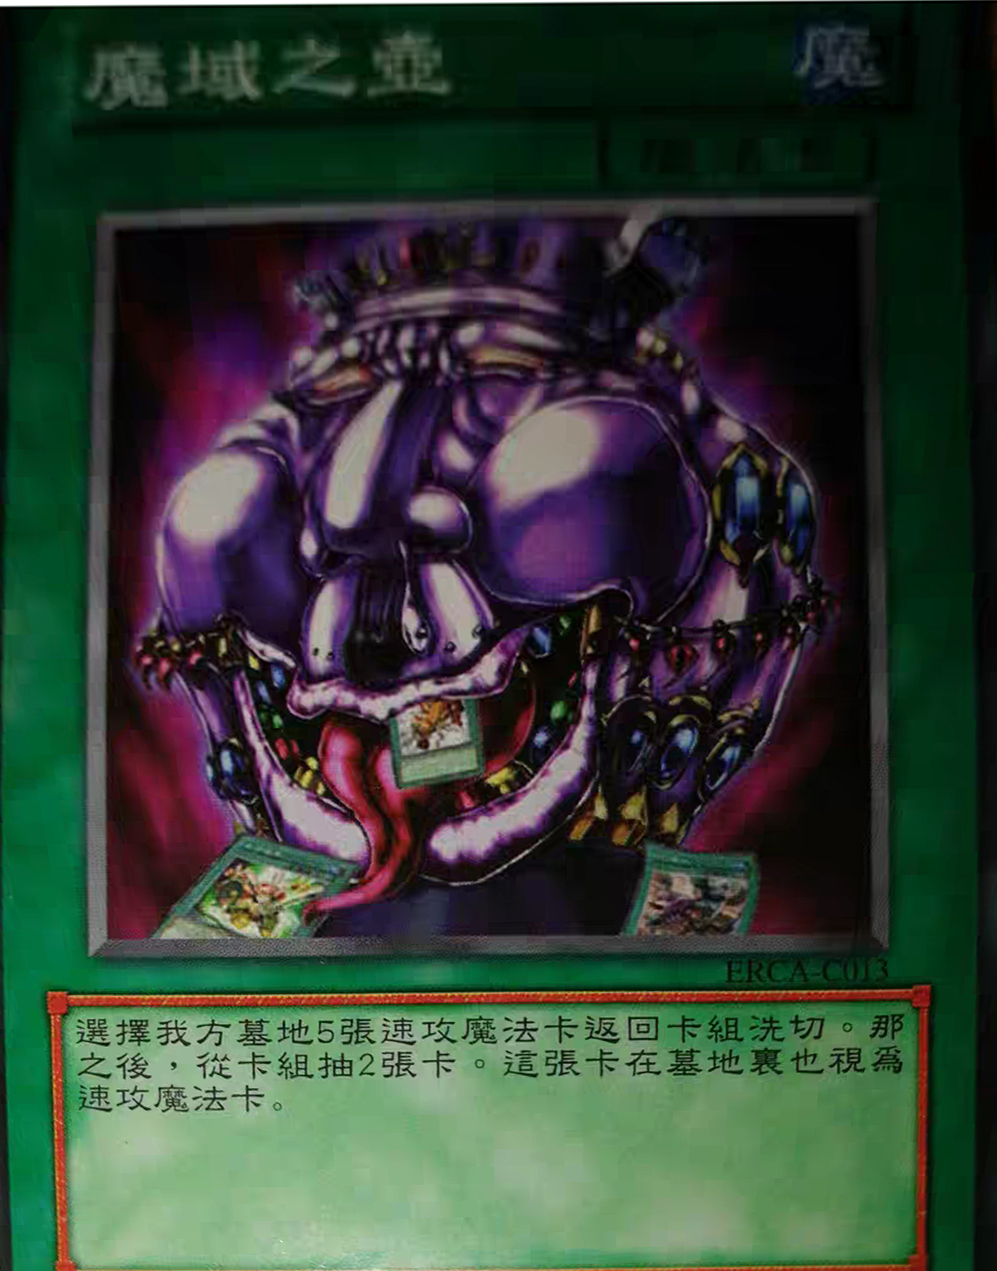 魔域之壺
魔
ERCA-C013
選擇我方墓地5張速攻魔法卡返回卡組洗切。那
之後，從卡組抽2張卡。這張卡在墓地裏也視為
速攻魔法卡。